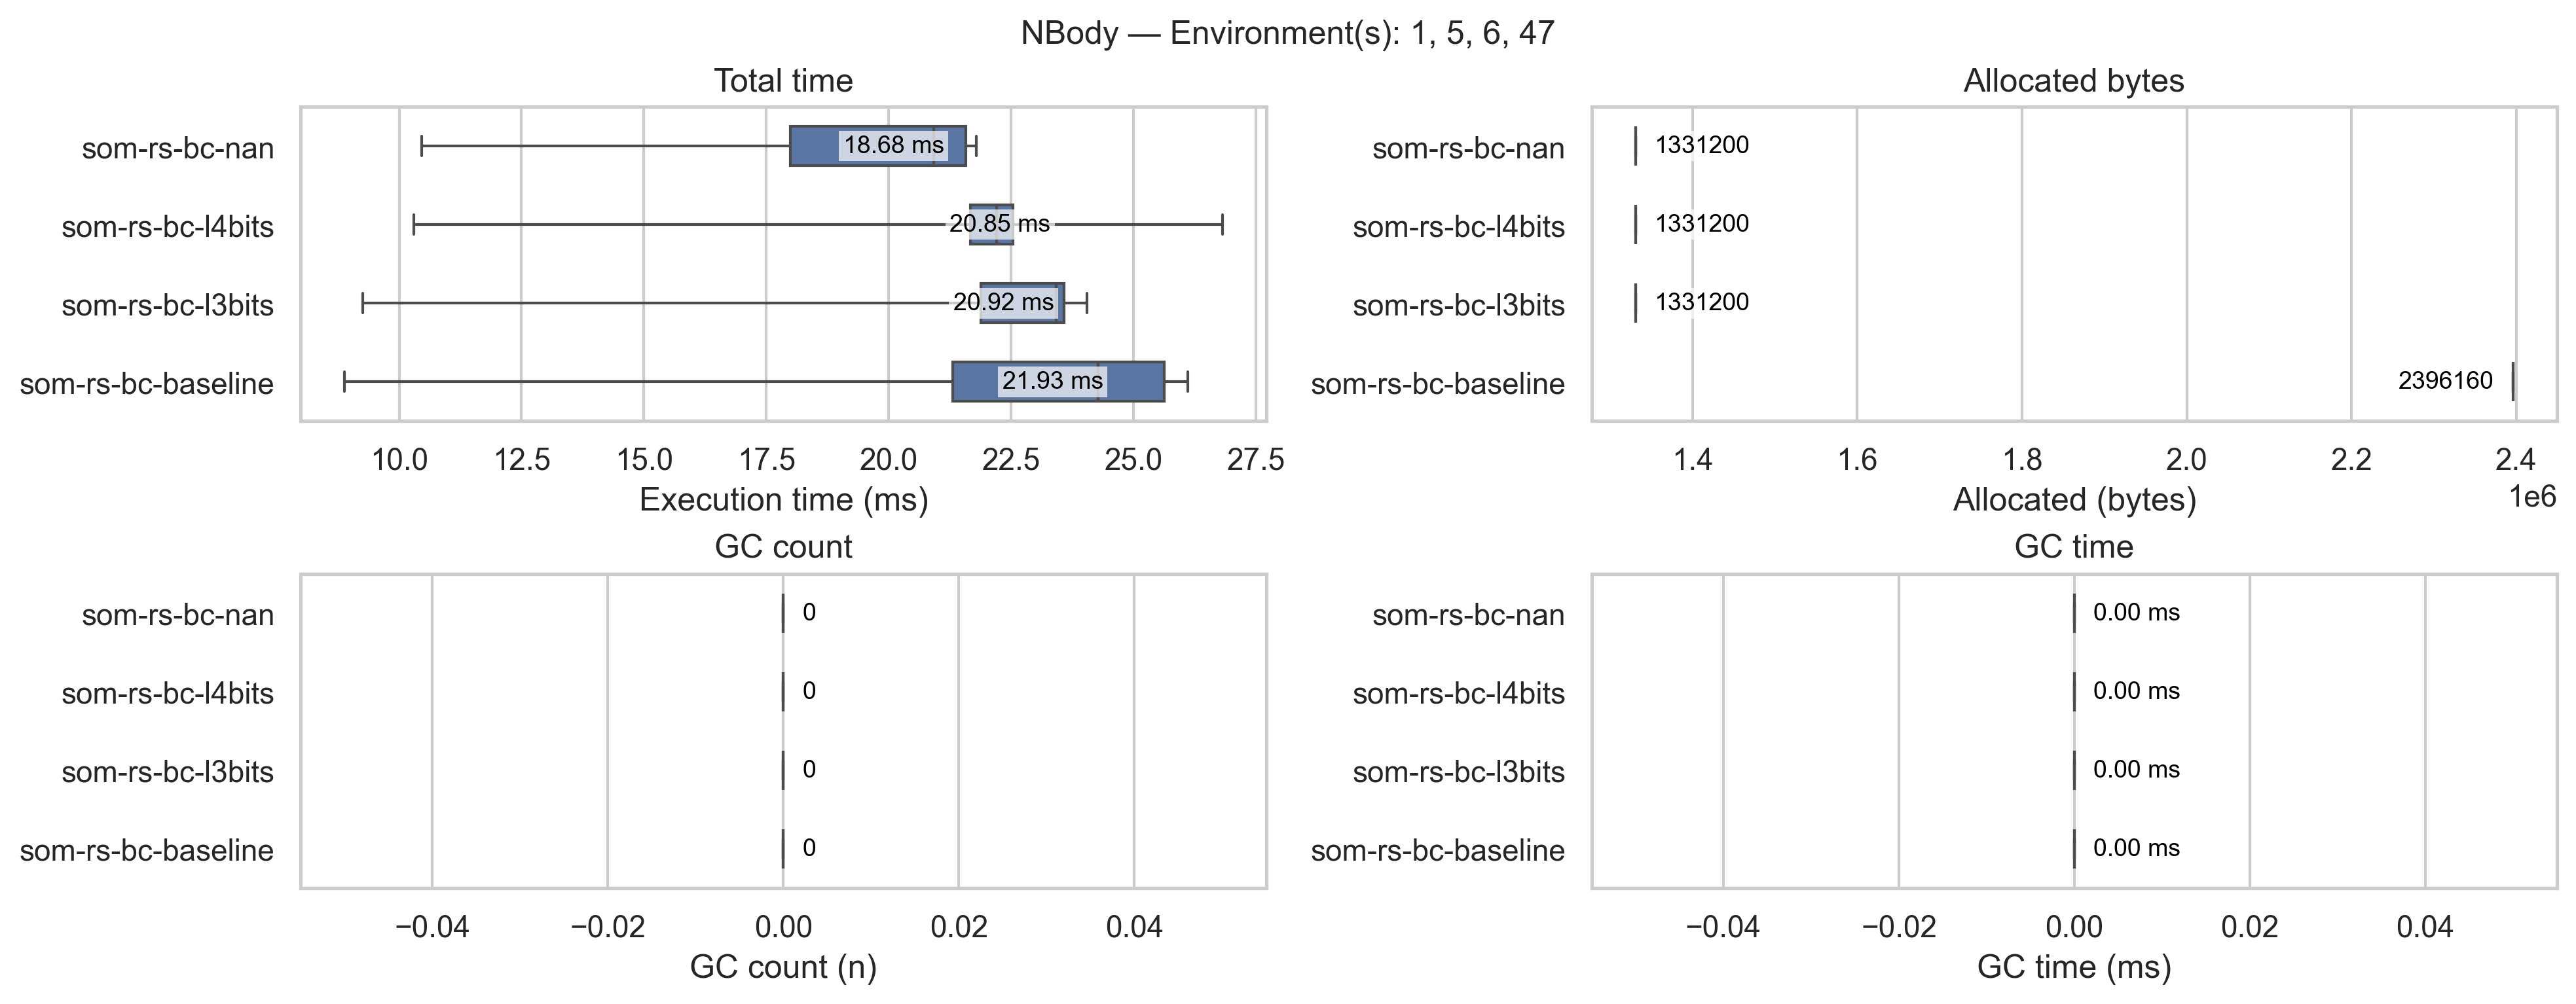 NBody — Environment(s): 1, 5, 6, 47
Total time
som-rs-bc-nan
18.68 ms
som-rs-bc-l4bits
20.85 ms
som-rs-bc-l3bits
20.92 ms
som-rs-bc-baseline
21.93 ms
10.0 12.5 15.0 17.5 20.0 22.5 25.0 27.5
Execution time (ms)
Allocated bytes
som-rs-bc-nan
1331200
som-rs-bc-l4bits
1331200
som-rs-bc-l3bits
1331200
som-rs-bc-baseline
2396160
1.4 1.6 1.8 2.0 2.2 2.4
1e6
Allocated (bytes)
GC count
som-rs-bc-nan
0
som-rs-bc-l4bits
0
som-rs-bc-l3bits
0
som-rs-bc-baseline
0
−0.04 −0.02 0.00 0.02 0.04
GC count (n)
GC time
som-rs-bc-nan
0.00 ms
som-rs-bc-l4bits
0.00 ms
som-rs-bc-l3bits
0.00 ms
som-rs-bc-baseline
0.00 ms
−0.04 −0.02 0.00 0.02 0.04
GC time (ms)